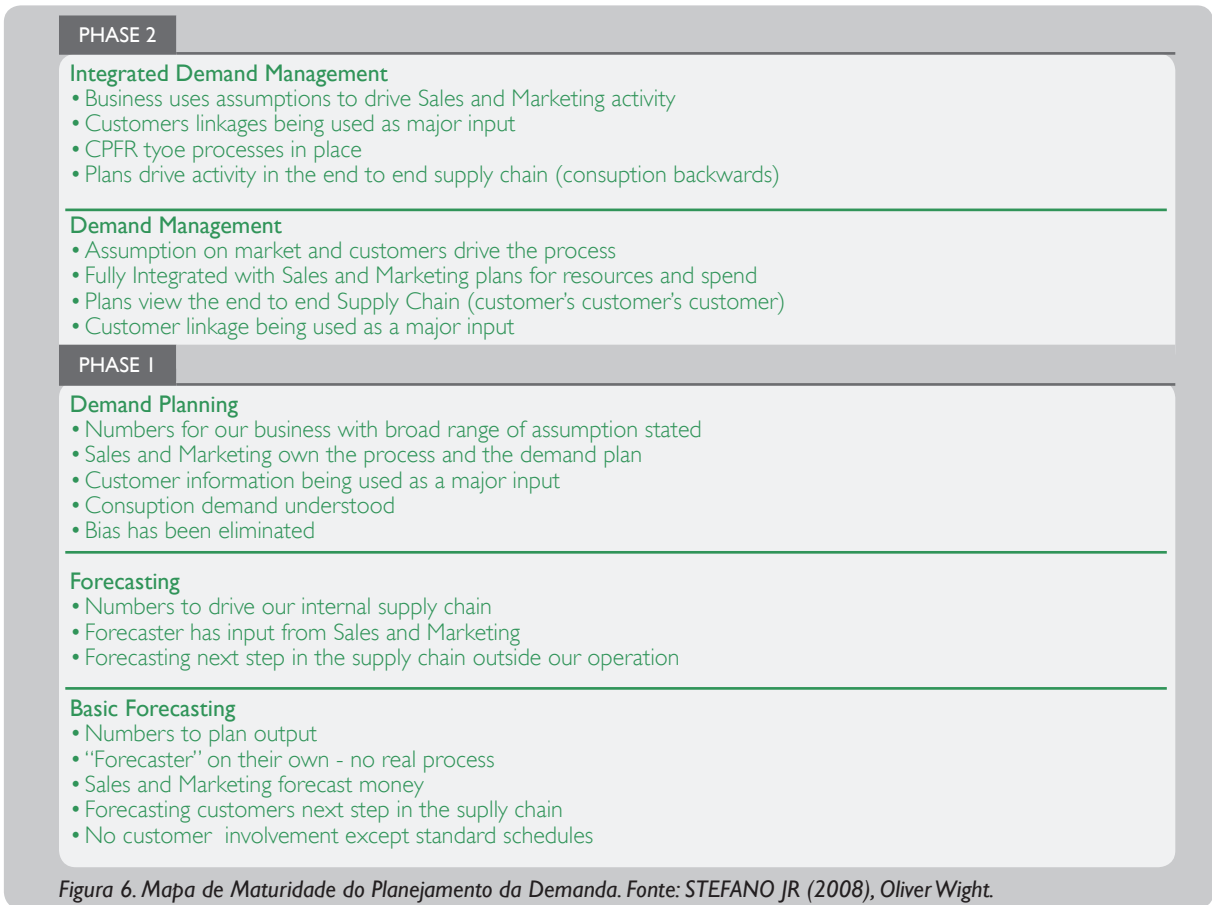 PHASE 2
Integrated Demand Management
• Business uses assumptions to drive Sales and Marketing activity
• Customers linkages being used as major input
• CPFR tyoe processes in place
• Plans drive activity in the end to end supply chain (consuption backwards)
Demand Management
• Assumption on market and customers drive the process
• Fully Integrated with Sales and Marketing plans for resources and spend
• Plans view the end to end Supply Chain (customer's customer's customer)
• Customer linkage being used as a major input
PHASE 1
Demand Planning
• Numbers for our business with broad range of assumption stated
• Sales and Marketing own the process and the demand plan
• Customer information being used as a major input
• Consuption demand understood
• Bias has been eliminated
Forecasting
• Numbers to drive our internal supply chain
• Forecaster has input from Sales and Marketing
• Forecasting next step in the supply chain outside our operation
Basic Forecasting
• Numbers to plan output
• “Forecaster” on their own - no real process
• Sales and Marketing forecast money
• Forecasting customers next step in the suplly chain
• No customer involvement except standard schedules
Figura 6. Mapa de Maturidade do Planejamento da Demanda. Fonte: STEFANO JR (2008), Oliver Wight.